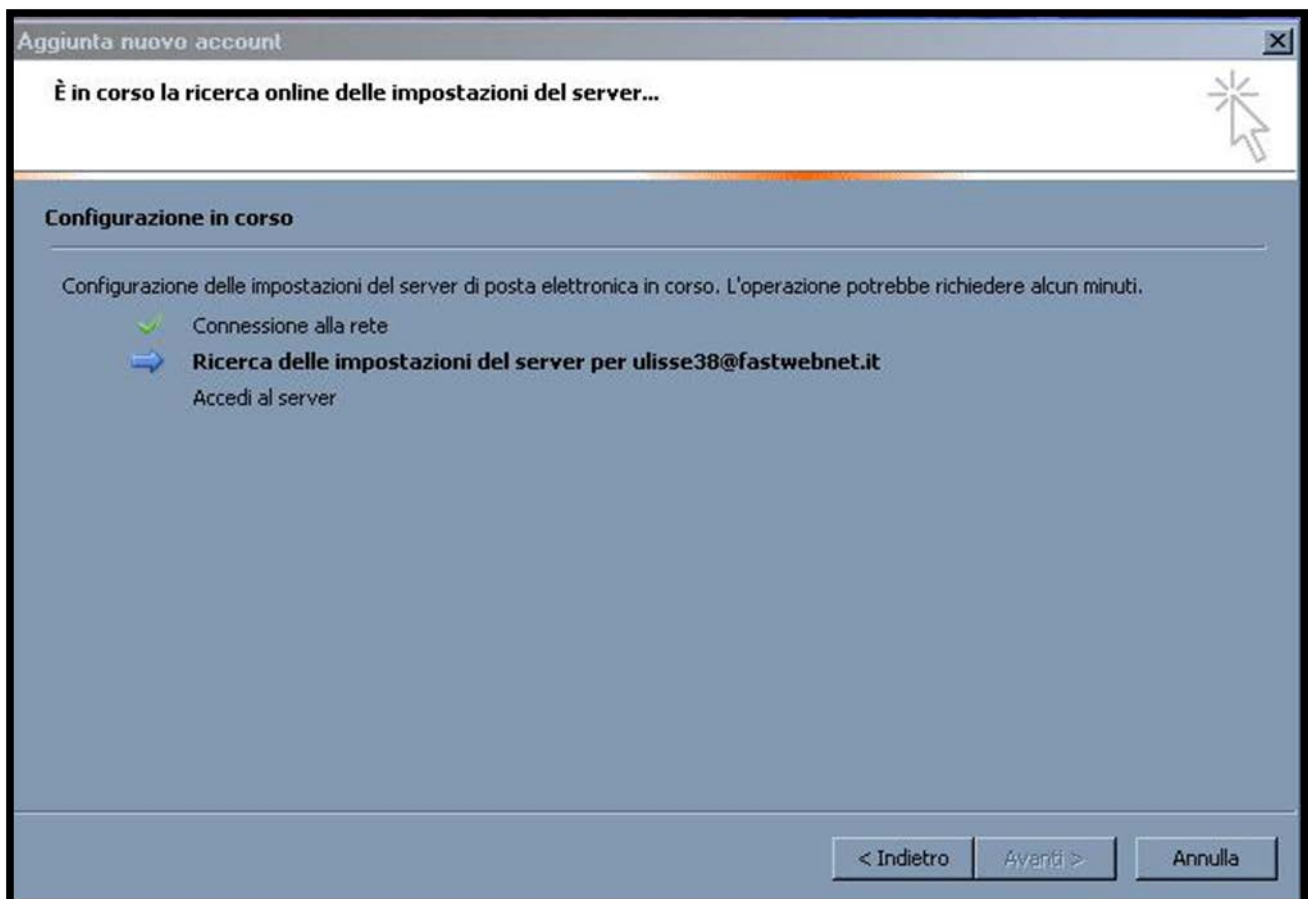 Aggiunta nuovo account
È in corso la ricerca online delle impostazioni del server...
Configurazione in corso
Configurazione delle impostazioni del server di posta elettronica in corso. L'operazione potrebbe richiedere alcun minuti.
Connessione alla rete
Ricerca delle impostazioni del server per ulisse38@fastwebnet.it
Accedi al server
< Indietro Avanti > Annulla